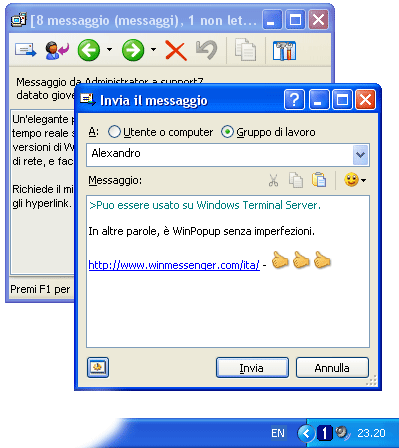 [8 messaggio (messaggi), 1 non let...
Messaggio da Administrator a support7
datato giove
Un'elegante
tempo reale
versioni di
di rete, e
Richiede il
gli hyperlink.
Premi F1 per
Invia il messaggio
A: Utente o computer Gruppo di lavoro
Alexandro
Messaggio:
>Puo essere usato su Windows Terminal Server.
In altre parole, è WinPopup senza imperfezioni.
http://www.winmessenger.com/ita/ -
Invia Annulla
EN 1 23.20